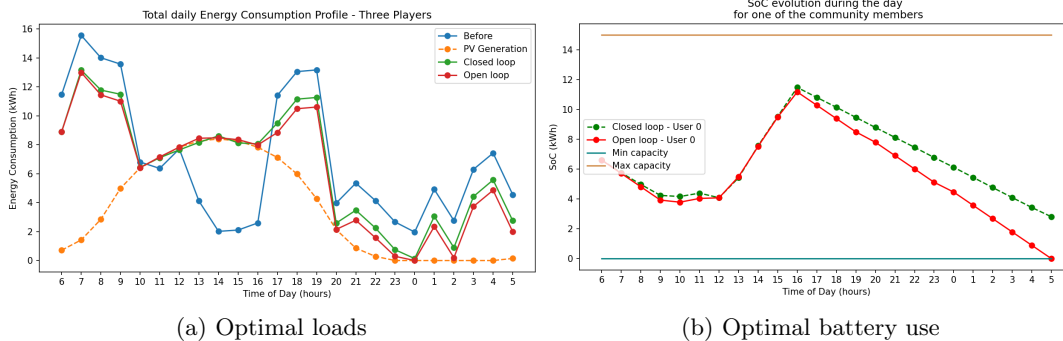 Total daily Energy Consumption Profile - Three Players
Energy Consumption (kWh)
16
14
12
10
8
6
4
2
0
Before
PV Generation
Closed loop
Open loop
6 7 8 9 10 11 12 13 14 15 16 17 18 19 20 21 22 23 0 1 2 3 4 5
Time of Day (hours)
(a) Optimal loads
SoC evolution during the day
for one of the community members
SoC (kWh)
14
12
10
8
6
4
2
0
Closed loop - User 0
Open loop - User 0
Min capacity
Max capacity
6 7 8 9 10 11 12 13 14 15 16 17 18 19 20 21 22 23 0 1 2 3 4 5
Time of Day (hours)
(b) Optimal battery use